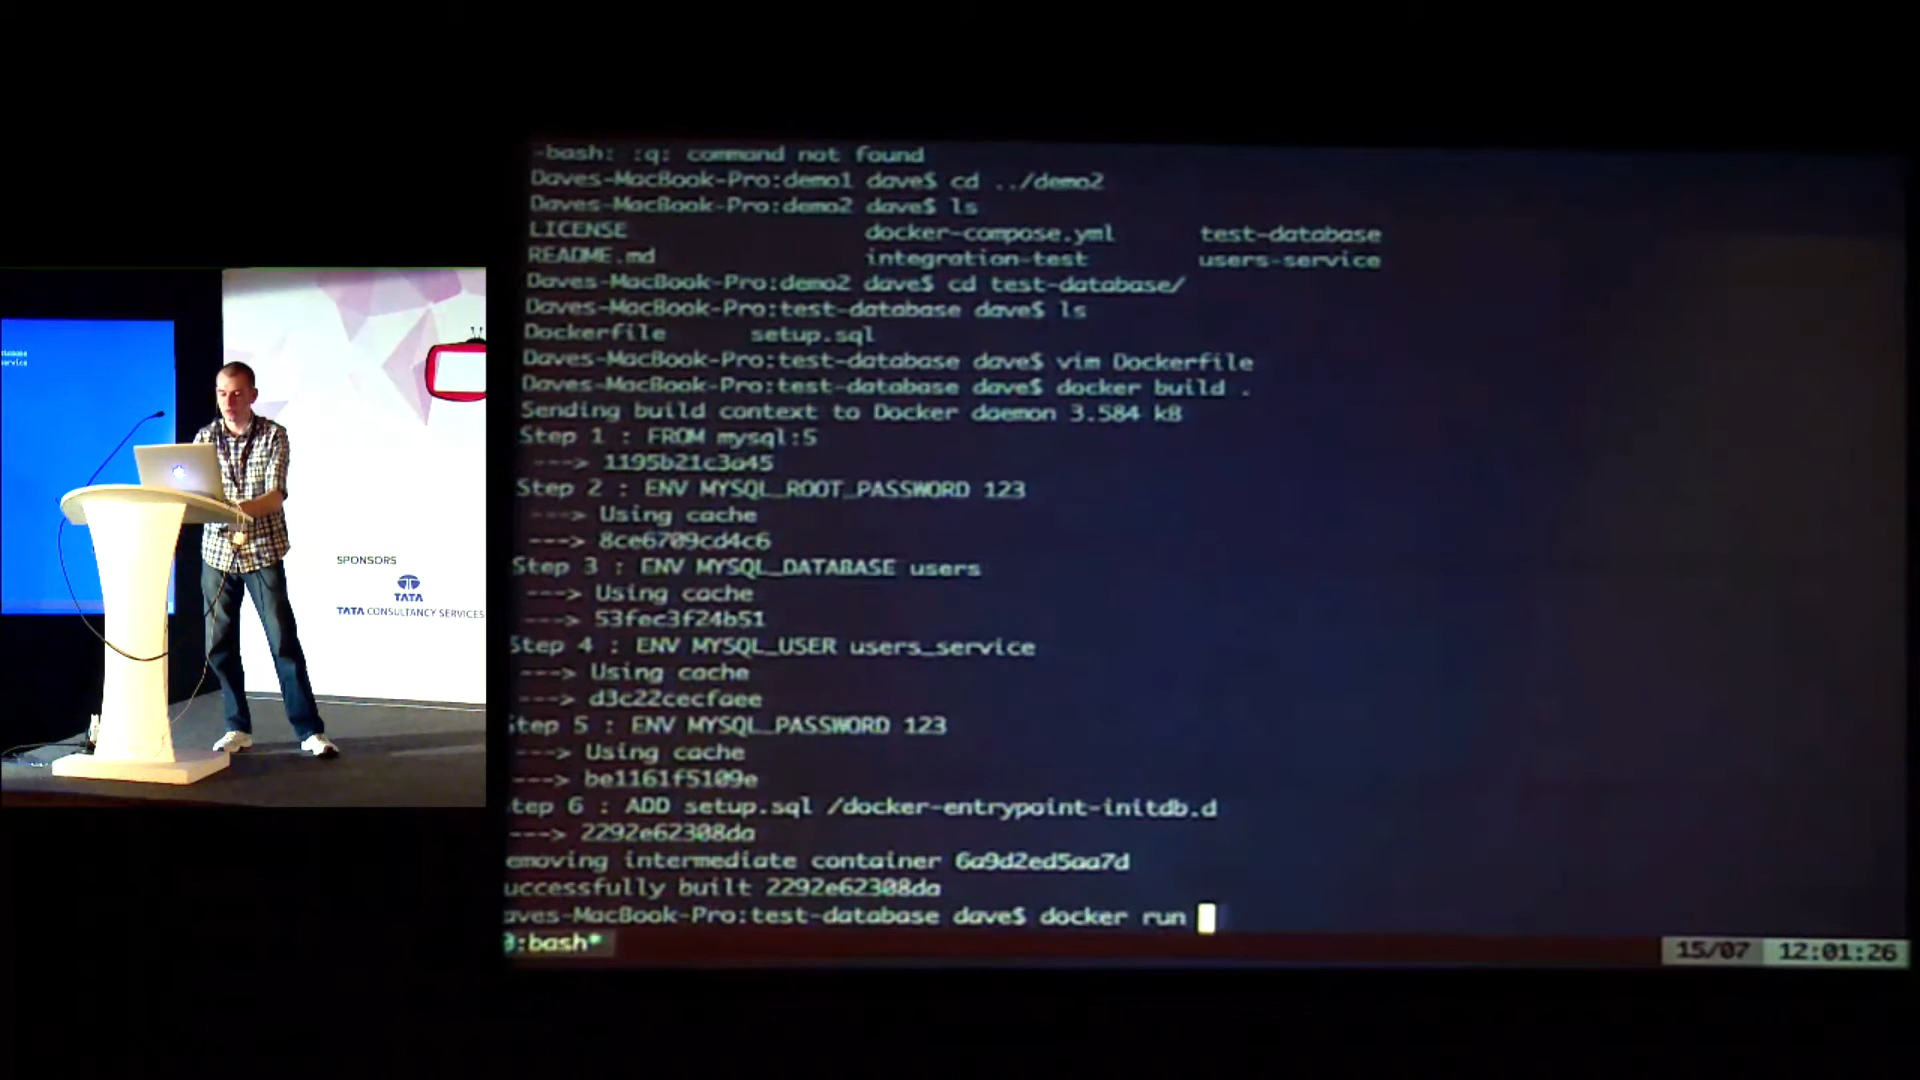 -bash: :q: command not found
Daves-MacBook-Pro:demo1 dave$ cd ../demo2
Daves-MacBook-Pro:demo2 dave$ ls
LICENSE docker-compose.yml test-database
README.md integration-test users-service
Daves-MacBook-Pro:demo2 dave$ cd test-database/
Daves-MacBook-Pro:test-database dave$ ls
Dockerfile setup.sql
Daves-MacBook-Pro:test-database dave$ vim Dockerfile
Daves-MacBook-Pro:test-database dave$ docker build .
Sending build context to Docker daemon 3.584 kB
Step 1 : FROM mysql:5
---> 1195b21c3a45
Step 2 : ENV MYSQL_ROOT_PASSWORD 123
---> Using cache
---> 8ce6709cd4c6
Step 3 : ENV MYSQL_DATABASE users
---> Using cache
---> 53fec3f24b51
Step 4 : ENV MYSQL_USER users_service
---> Using cache
---> d3c22cecfaee
tep 5 : ENV MYSQL_PASSWORD 123
---> Using cache
---> be1161f5109e
tep 6 : ADD setup.sql /docker-entrypoint-initdb.d
---> 2292e62308da
emoving intermediate container 6a9d2ed5aa7d
uccessfully built 2292e62308da
aves-MacBook-Pro:test-database dave$ docker run
:bash* 15/07 12:01:26
SPONSORS
TATA
TATA CONSULTANCY SERVICES